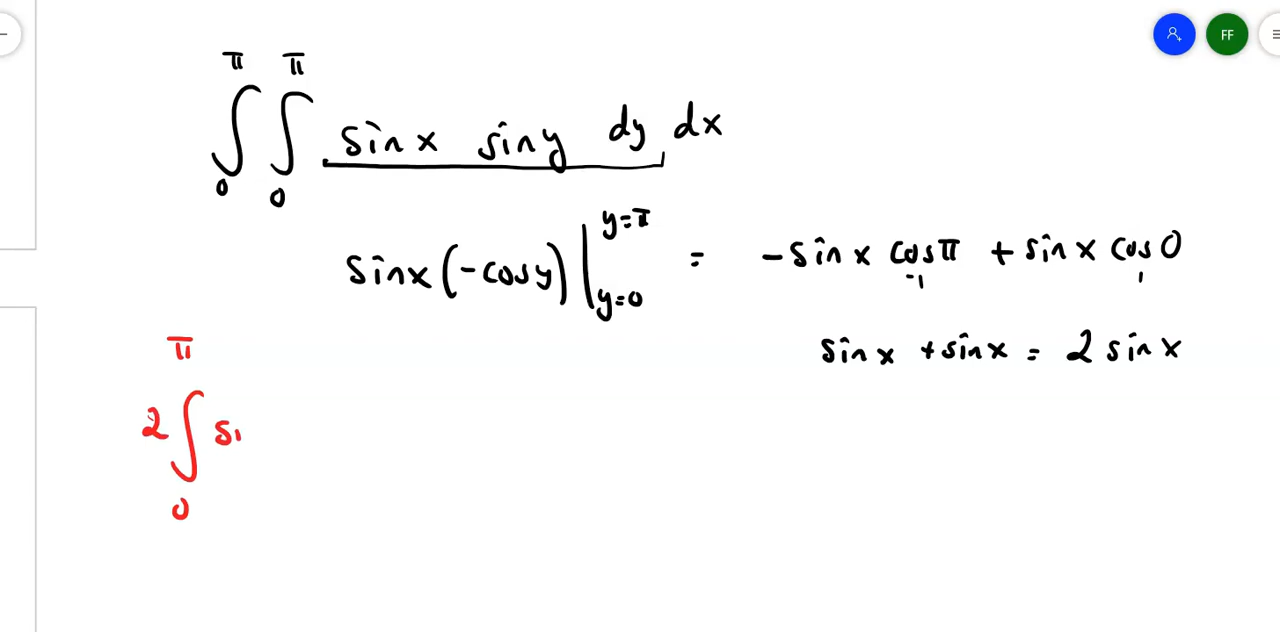 FF
π π
∫ ∫ sin x sin y dy dx
0 0
sin x (-cos y) | y=π y=0 = - sin x cos π + sin x cos 0
-1 1
sin x + sin x = 2 sin x
π
2 ∫ si
0